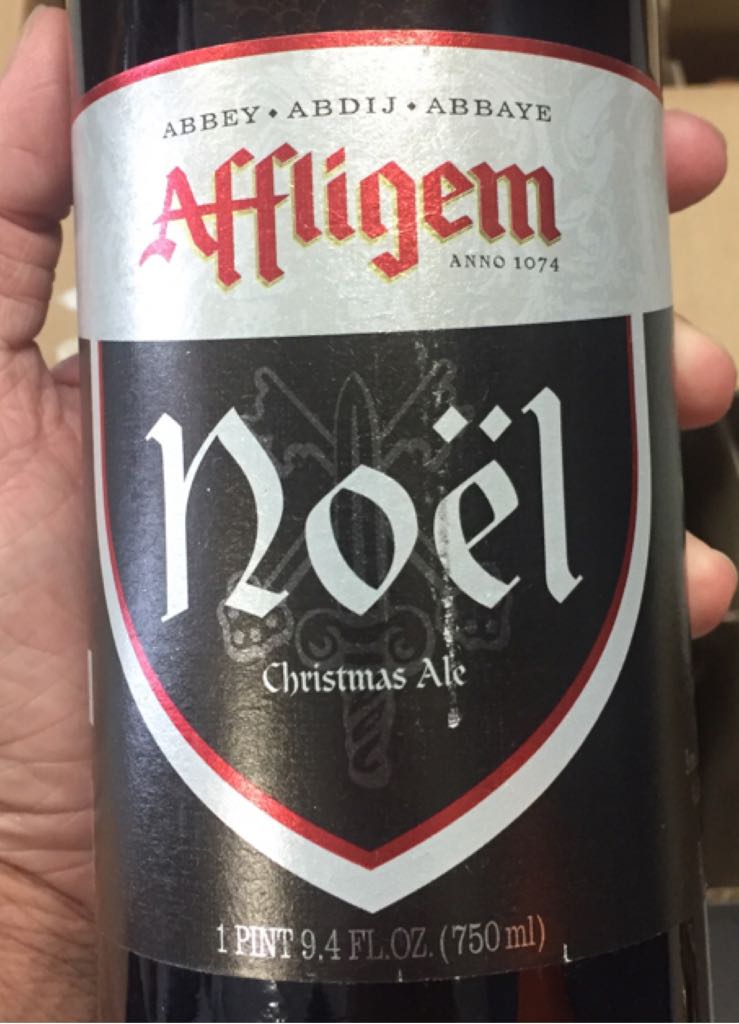 ABBEY • ABDIJ • ABBAYE
Affligem
ANNO 1074
Noël
Christmas Ale
1 PINT 9.4 FL.OZ. (750 ml)